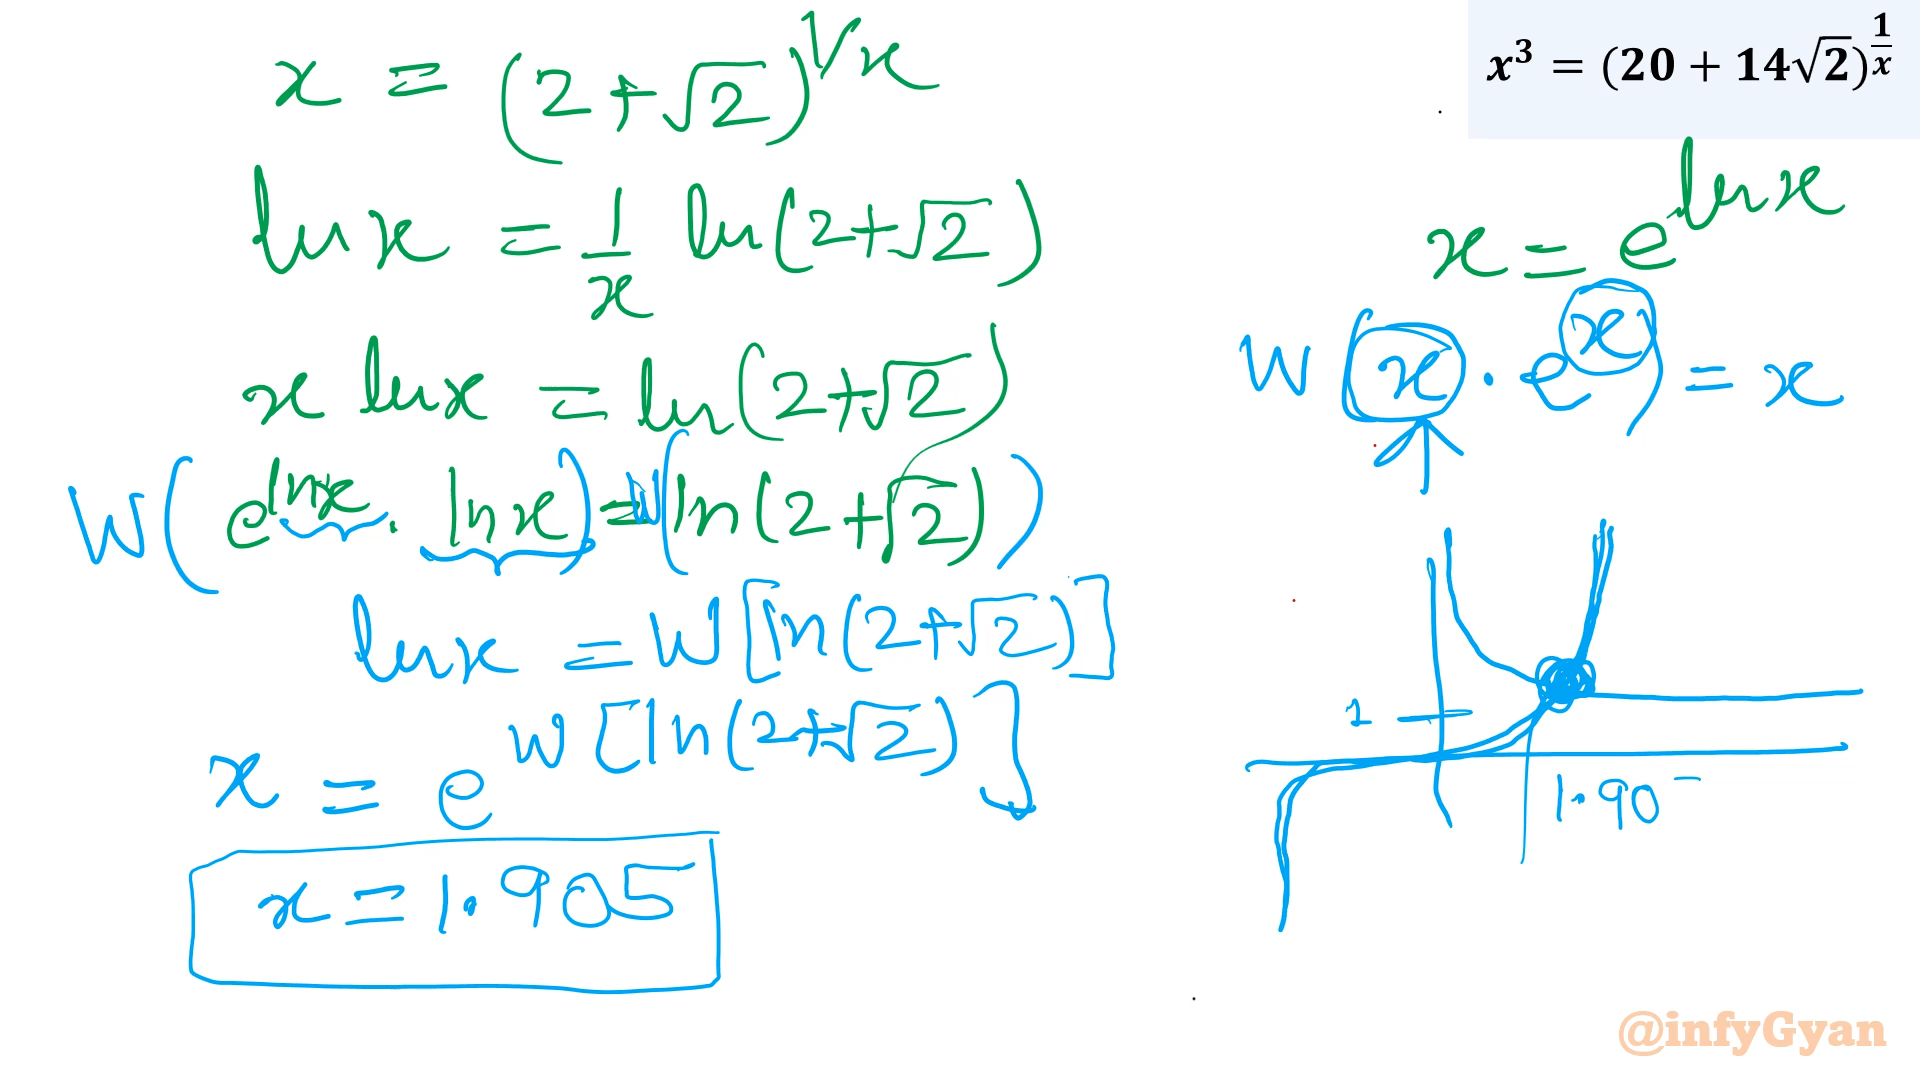 x = (2+√2)^1/x
ln x = 1/x ln(2+√2)
x ln x = ln(2+√2)
W(e^lnx · ln x) = W(ln(2+√2))
ln x = W[ln(2+√2)]
x = e^W[ln(2+√2)]
x = 1.905
x³ = (20 + 14√2)^1/x
x = e^ln x
W(x · e^x) = x
1
1.90
@infyGyan